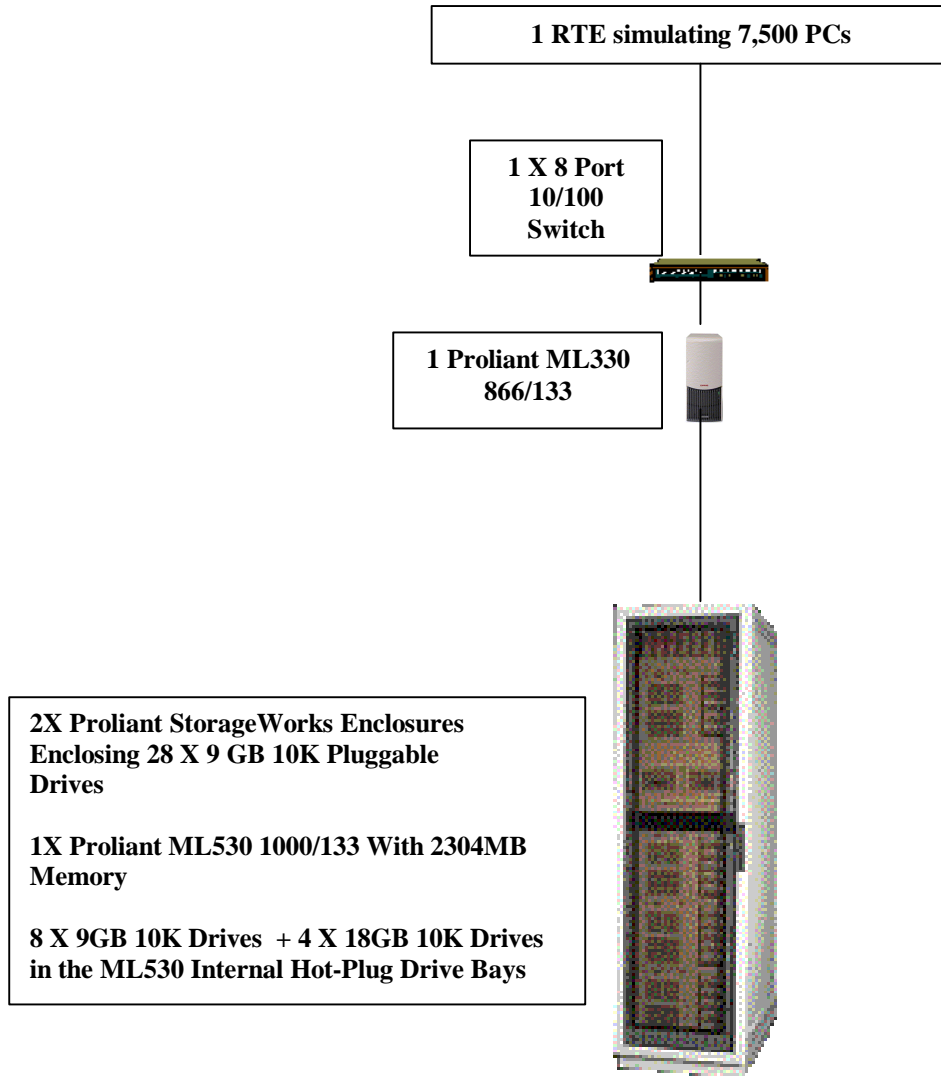 1 RTE simulating 7,500 PCs
1 X 8 Port
10/100
Switch
1 Proliant ML330
866/133
2X Proliant StorageWorks Enclosures
Enclosing 28 X 9 GB 10K Pluggable
Drives
1X Proliant ML530 1000/133 With 2304MB
Memory
8 X 9GB 10K Drives  + 4 X 18GB 10K Drives
in the ML530 Internal Hot-Plug Drive Bays